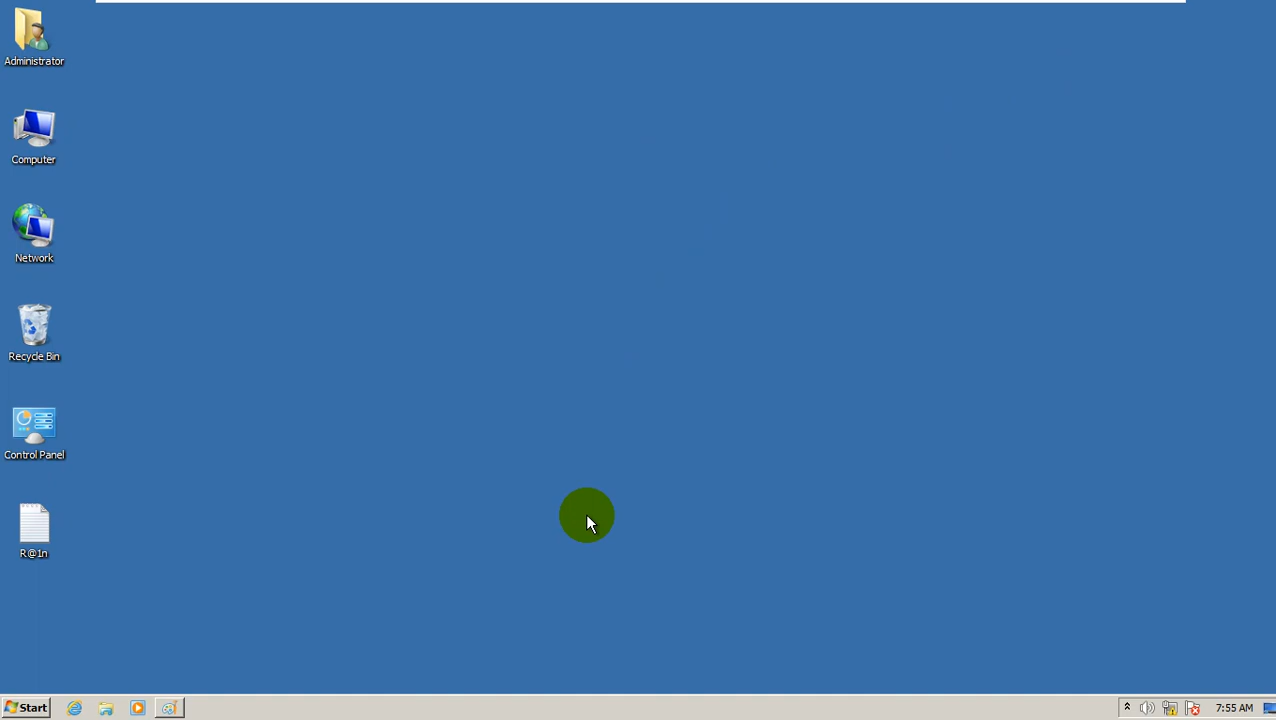 Administrator
Computer
Network
Recycle Bin
Control Panel
R@1n
Start
7:55 AM